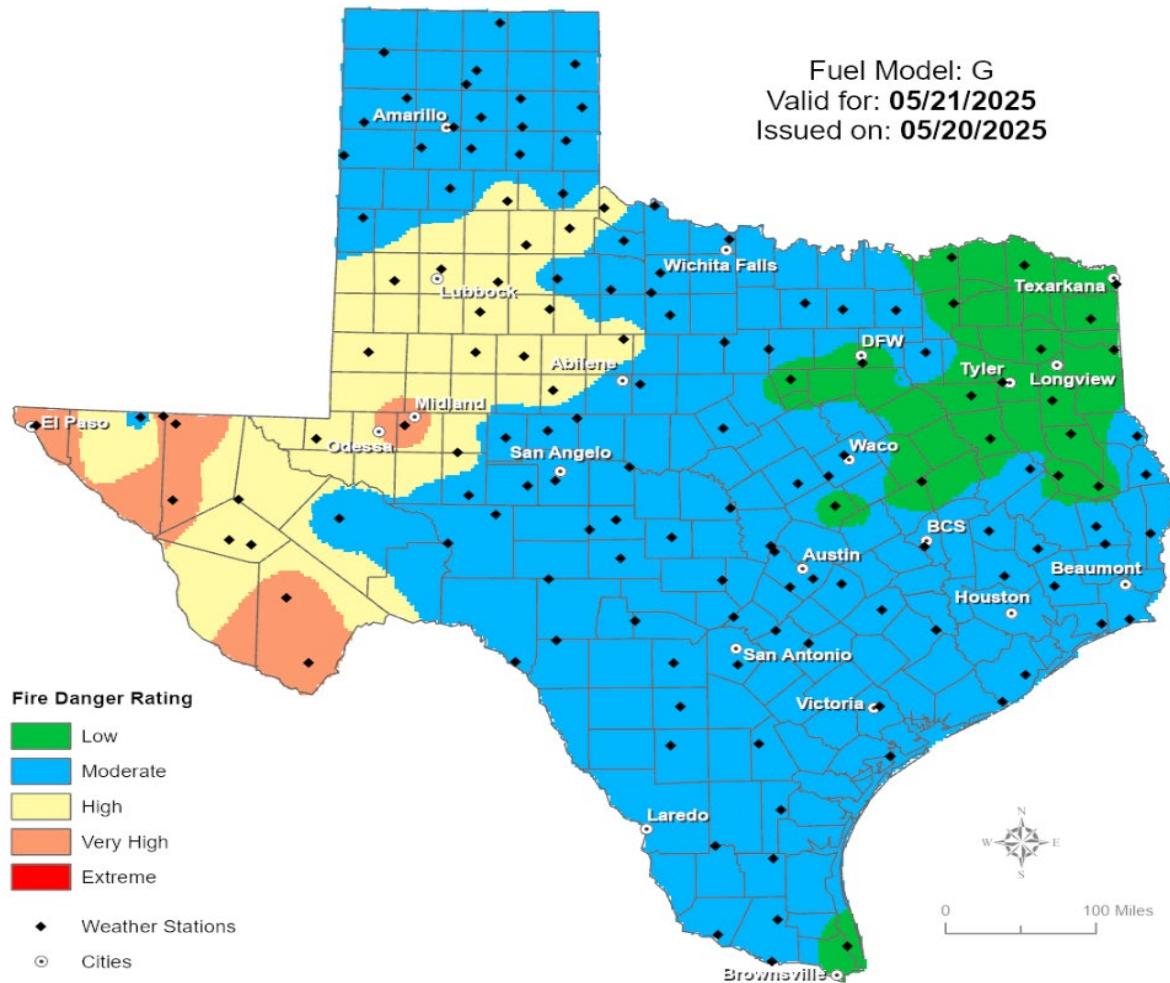 Fuel Model: G
Valid for: 05/21/2025
Issued on: 05/20/2025
Amarillo
Wichita Falls
Lubbock
Texarkana
DFW
Abilene
Tyler
Longview
Midland
El Paso
Odessa
Waco
San Angelo
BCS
Austin
Beaumont
Houston
San Antonio
Victoria
Laredo
Brownsville
Fire Danger Rating
Low
Moderate
High
Very High
Extreme
Weather Stations
Cities
N
W E
S
0 100 Miles